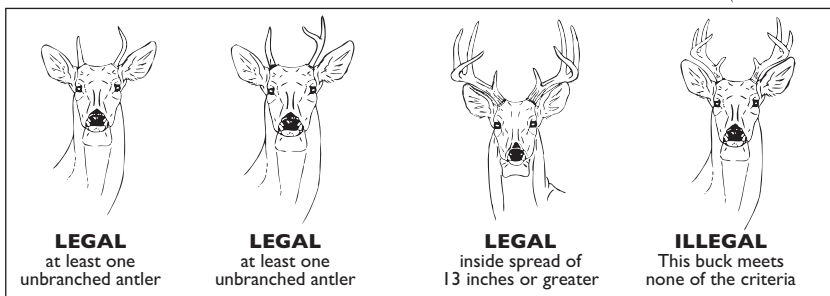 LEGAL
at least one
unbranched antler
LEGAL
at least one
unbranched antler
LEGAL
inside spread of
13 inches or greater
ILLEGAL
This buck meets
none of the criteria